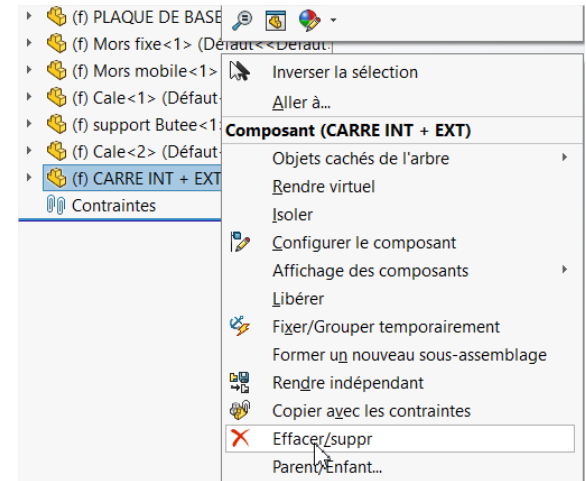 (f) PLAQUE DE BASE
(f) Mors fixe<1> (Défaut<<Défaut
(f) Mors mobile<1>
(f) Cale<1> (Défaut
(f) support Butee<1
(f) Cale<2> (Défaut
(f) CARRE INT + EXT
Contraintes
Inverser la sélection
Aller à...
Composant (CARRE INT + EXT)
Objets cachés de l'arbre
Rendre virtuel
Isoler
Configurer le composant
Affichage des composants
Libérer
Fixer/Grouper temporairement
Former un nouveau sous-assemblage
Rendre indépendant
Copier avec les contraintes
Effacer/suppr
Parent/Enfant...